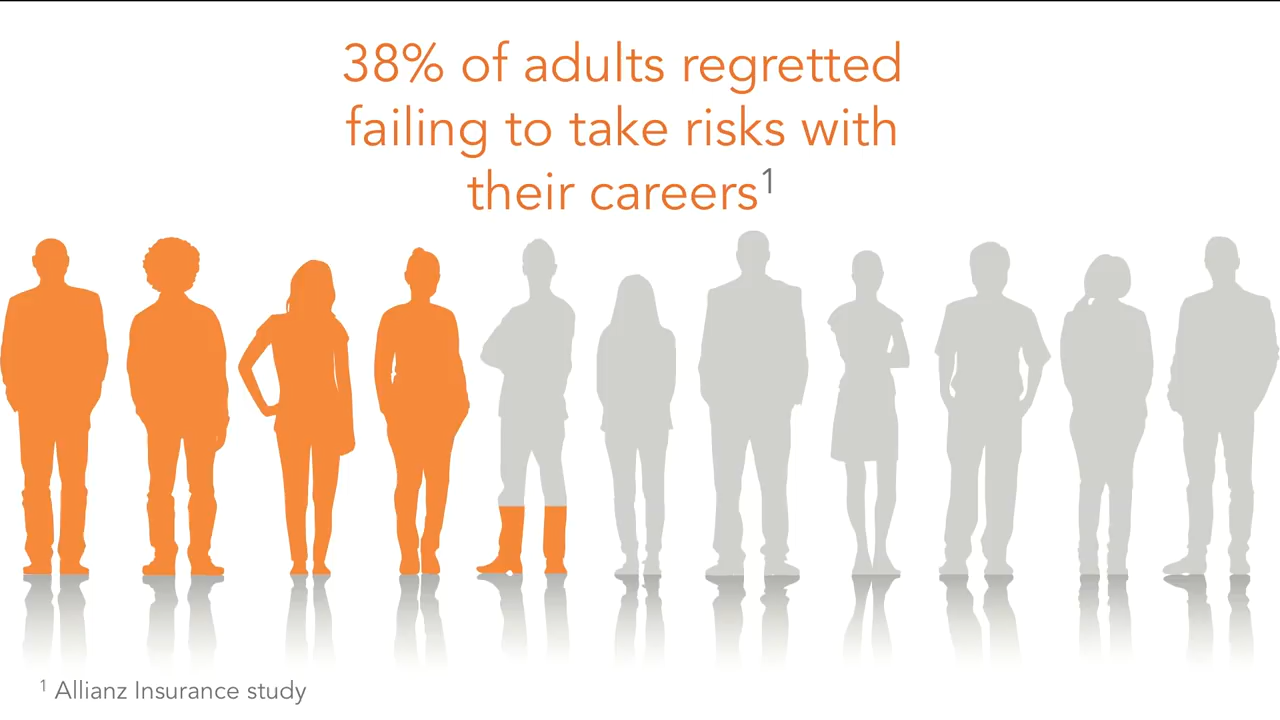 38% of adults regretted
failing to take risks with
their careers¹
¹ Allianz Insurance study